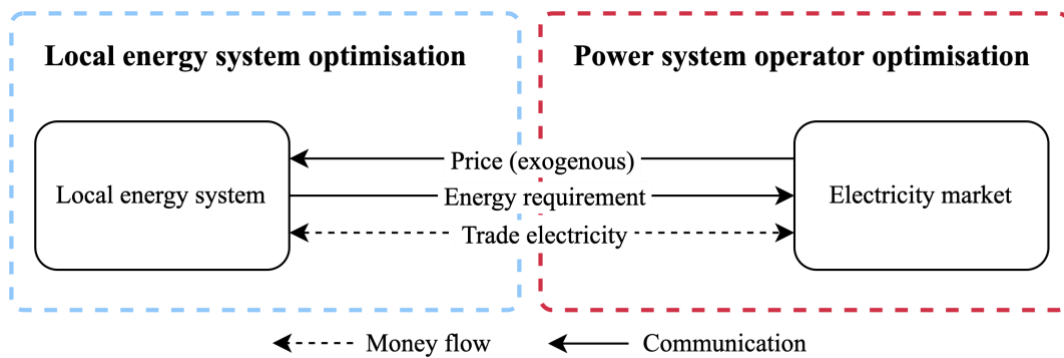 Local energy system optimisation
Power system operator optimisation
Local energy system
Price (exogenous)
Energy requirement
Trade electricity
Electricity market
Money flow
Communication